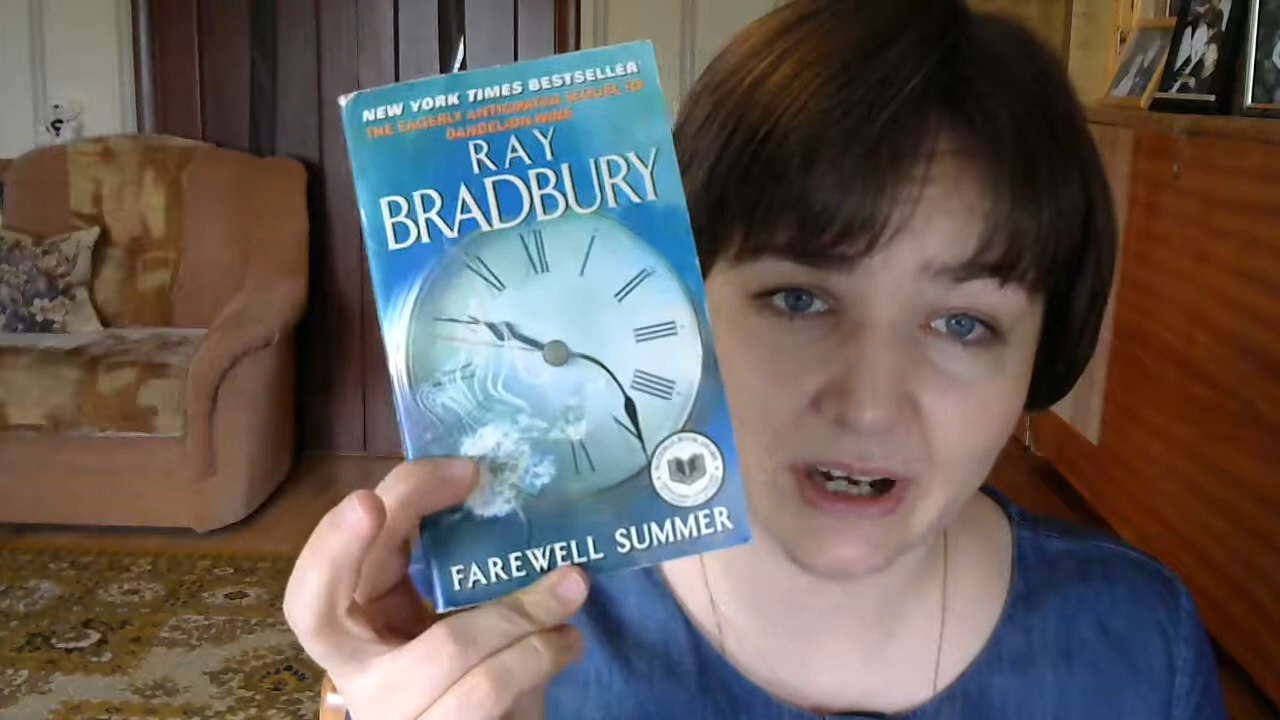 NEW YORK TIMES BESTSELLER
THE EAGERLY ANTICIPATED SEQUEL TO
DANDELION WINE
RAY
BRADBURY
FAREWELL SUMMER